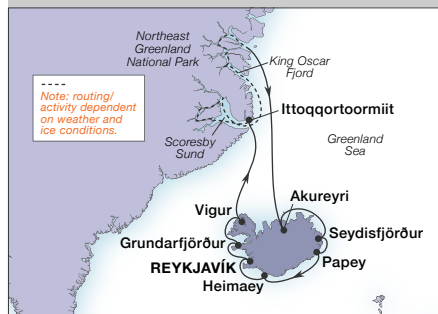 Northeast
Greenland
National Park
King Oscar
Fjord
----
Note: routing/
activity dependent
on weather and
ice conditions.
Ittoqqortoormiit
Scoresby
Sund
Greenland
Sea
Vigur
Akureyri
Grundarfjörður
Seydisfjörður
REYKJAVÍK
Papey
Heimaey